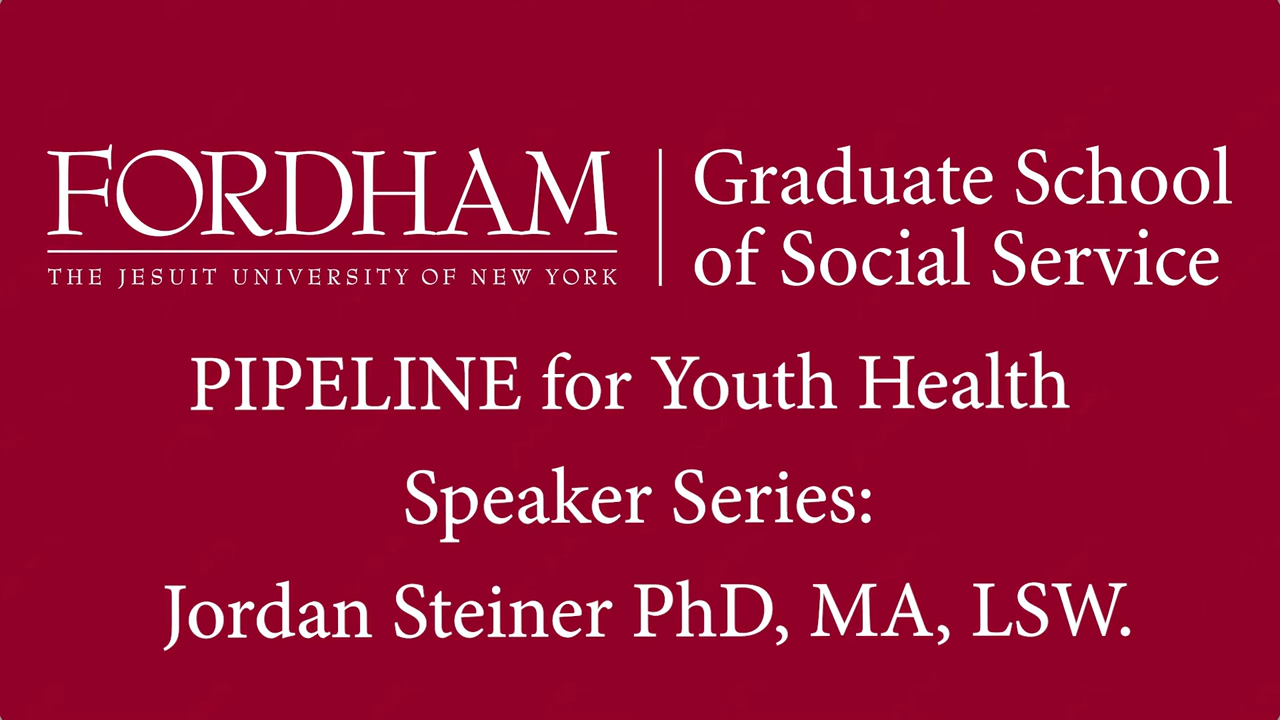 FORDHAM
THE JESUIT UNIVERSITY OF NEW YORK
Graduate School
of Social Service
PIPELINE for Youth Health
Speaker Series:
Jordan Steiner PhD, MA, LSW.